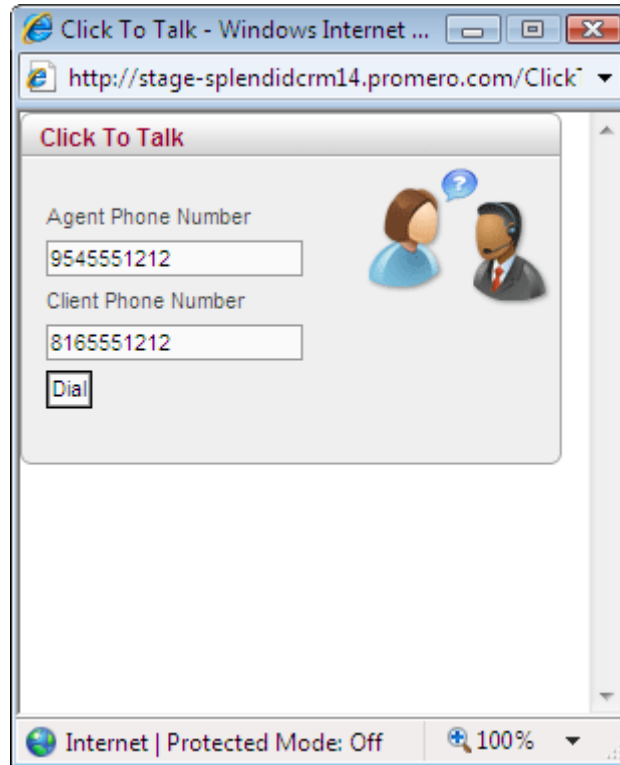 Click To Talk - Windows Internet ...
http://stage-splendidcrm14.promero.com/Click
Click To Talk
?
Agent Phone Number
9545551212
Client Phone Number
8165551212
Dial
Internet | Protected Mode: Off
100%